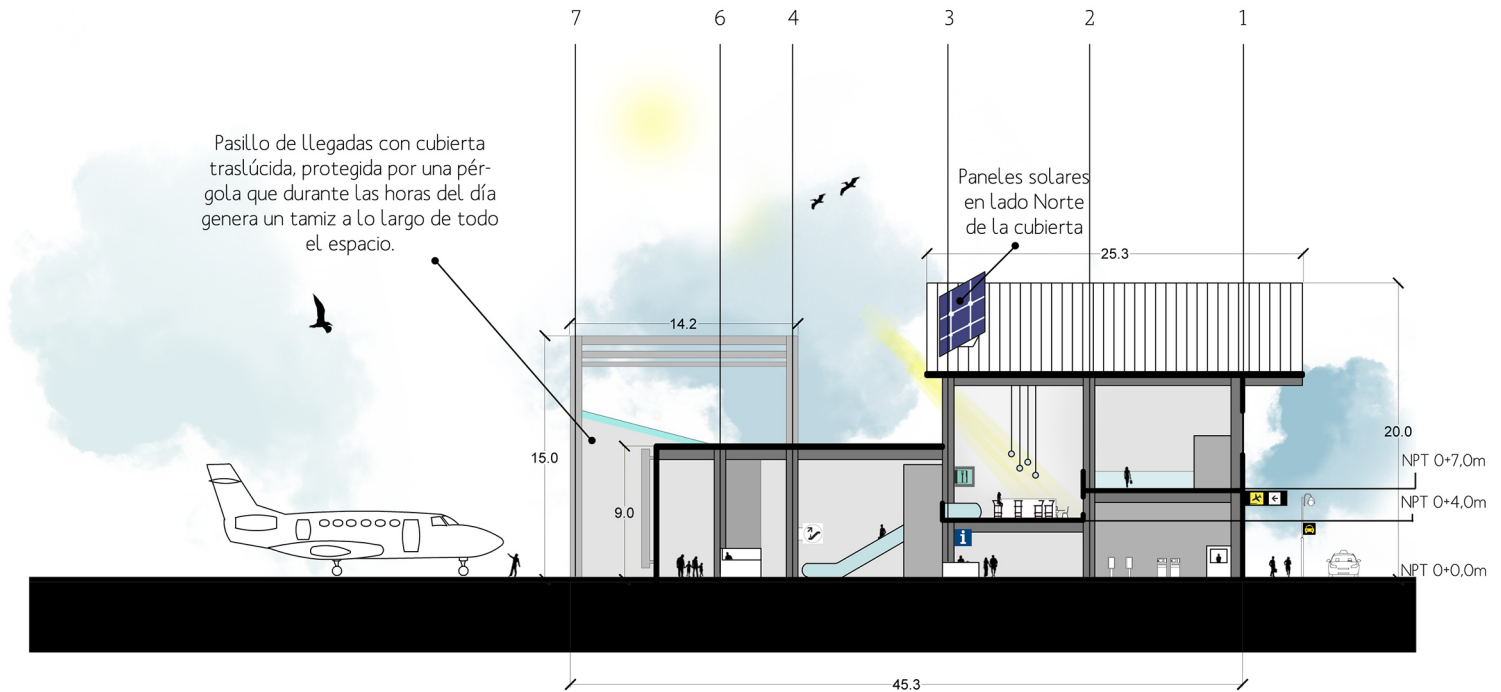 7
6
4
3
2
1
Pasillo de llegadas con cubierta
traslúcida, protegida por una pér-
gola que durante las horas del día
genera un tamiz a lo largo de todo
el espacio.
Paneles solares
en lado Norte
de la cubierta
25.3
14.2
15.0
9.0
20.0
NPT 0+7,0m
NPT 0+4,0m
i
NPT 0+0,0m
45.3